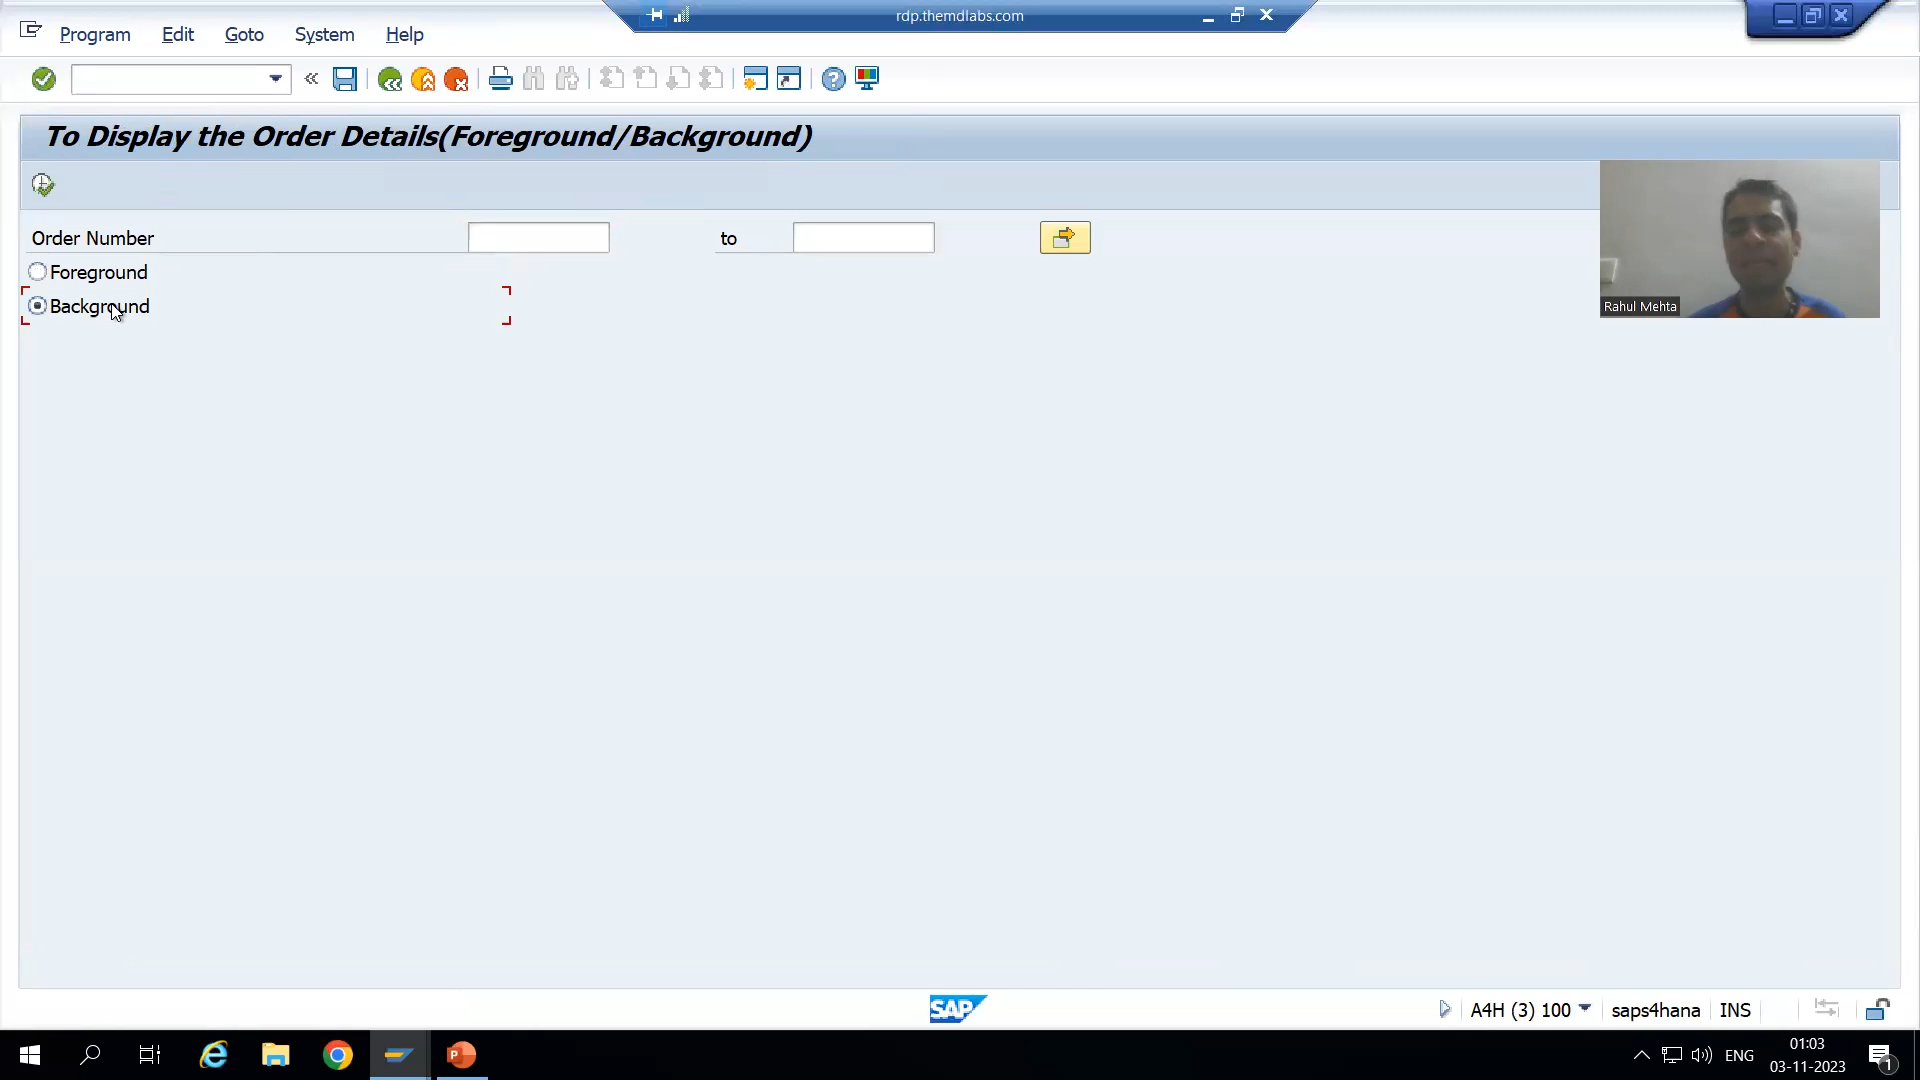 rdp.themdlabs.com
Program Edit Goto System Help
To Display the Order Details(Foreground/Background)
Order Number to
Foreground
Background
Rahul Mehta
SAP
A4H (3) 100 saps4hana INS
ENG
01:03
03-11-2023
1